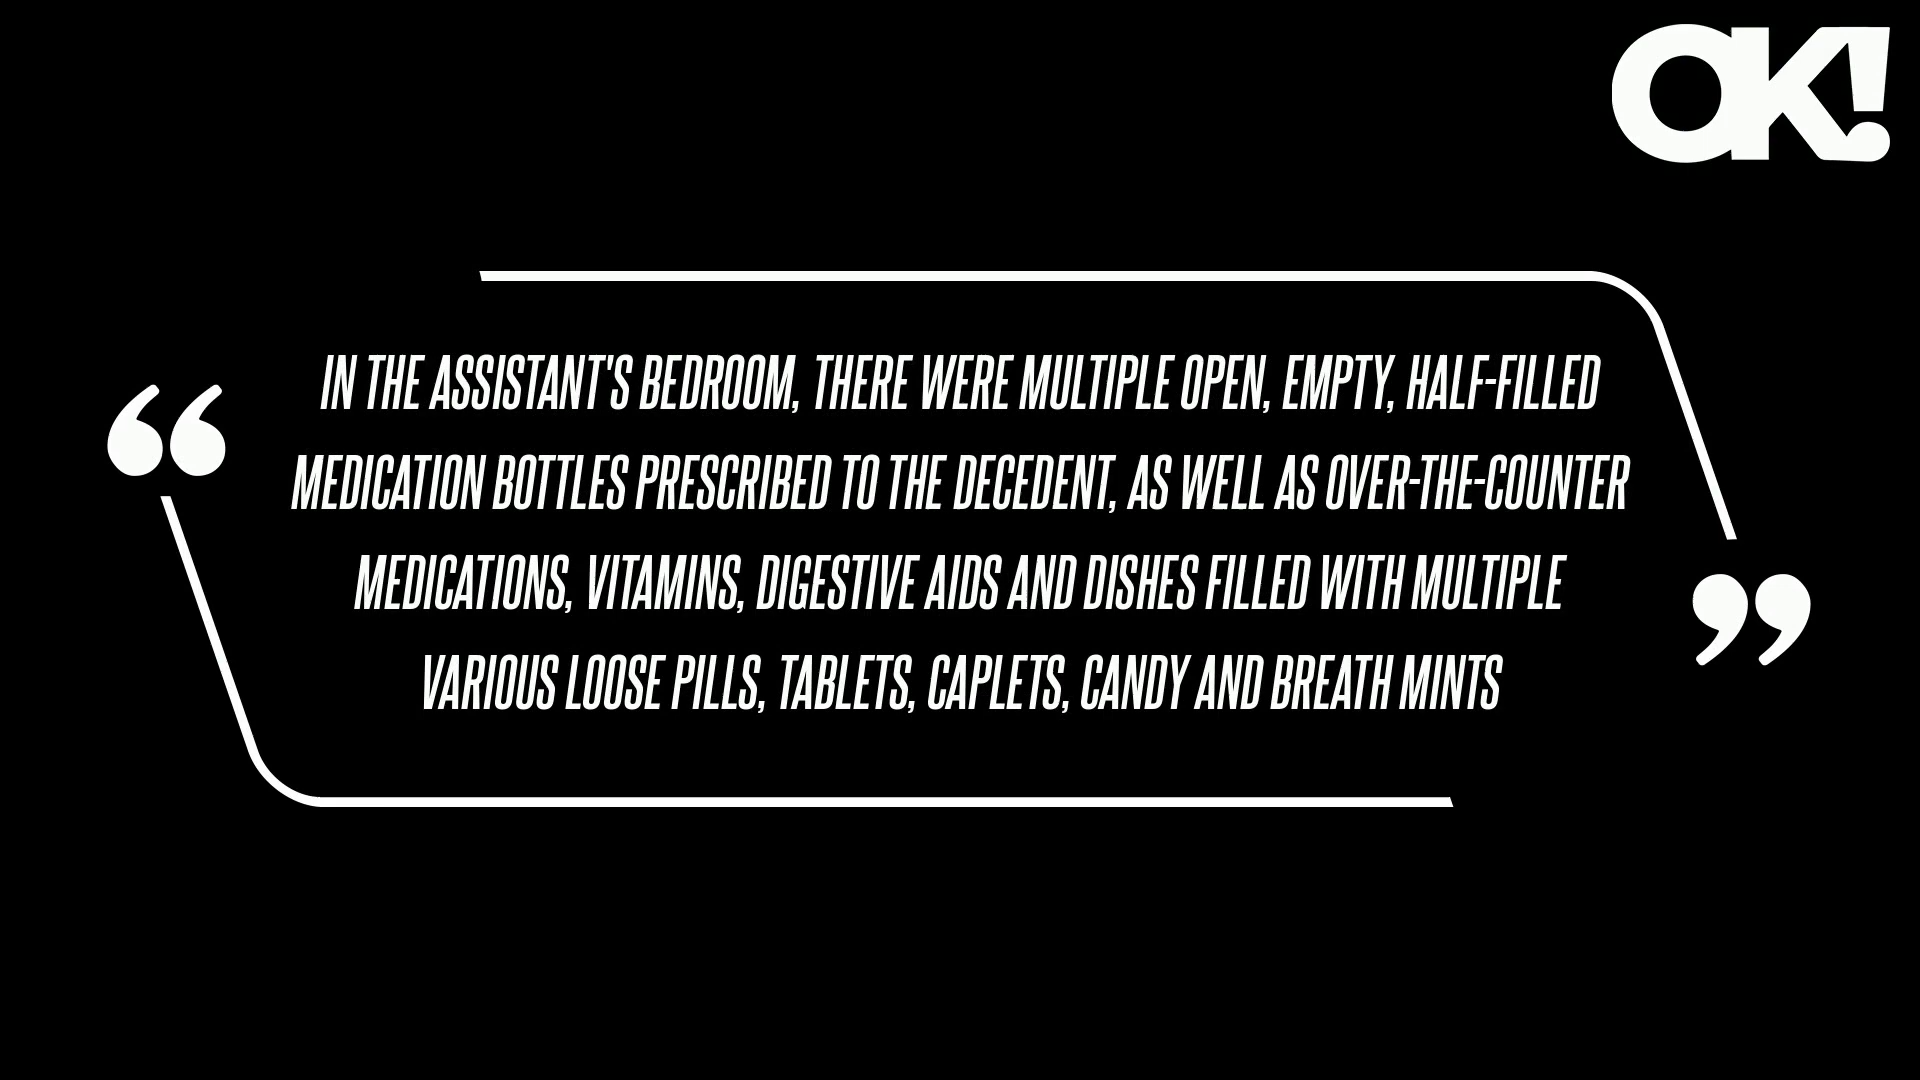 OK!
“
IN THE ASSISTANT'S BEDROOM, THERE WERE MULTIPLE OPEN, EMPTY, HALF-FILLED
MEDICATION BOTTLES PRESCRIBED TO THE DECEDENT, AS WELL AS OVER-THE-COUNTER
MEDICATIONS, VITAMINS, DIGESTIVE AIDS AND DISHES FILLED WITH MULTIPLE
VARIOUS LOOSE PILLS, TABLETS, CAPLETS, CANDY AND BREATH MINTS
”